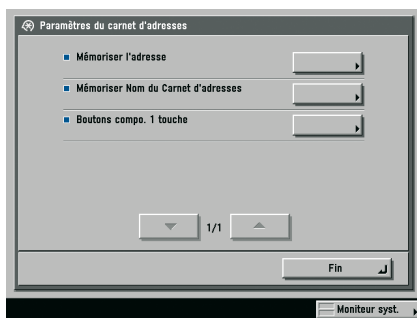 Paramètres du carnet d'adresses
Mémoriser l'adresse
Mémoriser Nom du Carnet d'adresses
Boutons compo. 1 touche
1/1
Fin
Moniteur syst.